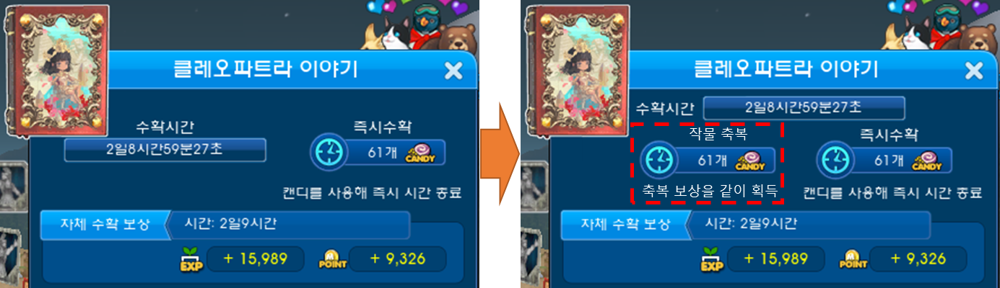 클레오파트라 이야기
수확시간
즉시수확
2일8시간59분27초
61개 CANDY
캔디를 사용해 즉시 시간 종료
자체 수확 보상
시간: 2일9시간
EXP + 15,989
M POINT + 9,326
클레오파트라 이야기
수확시간 2일8시간59분27초
작물 축복
즉시수확
61개 CANDY
61개 CANDY
축복 보상을 같이 획득
캔디를 사용해 즉시 시간 종료
자체 수확 보상
시간: 2일9시간
EXP + 15,989
M POINT + 9,326